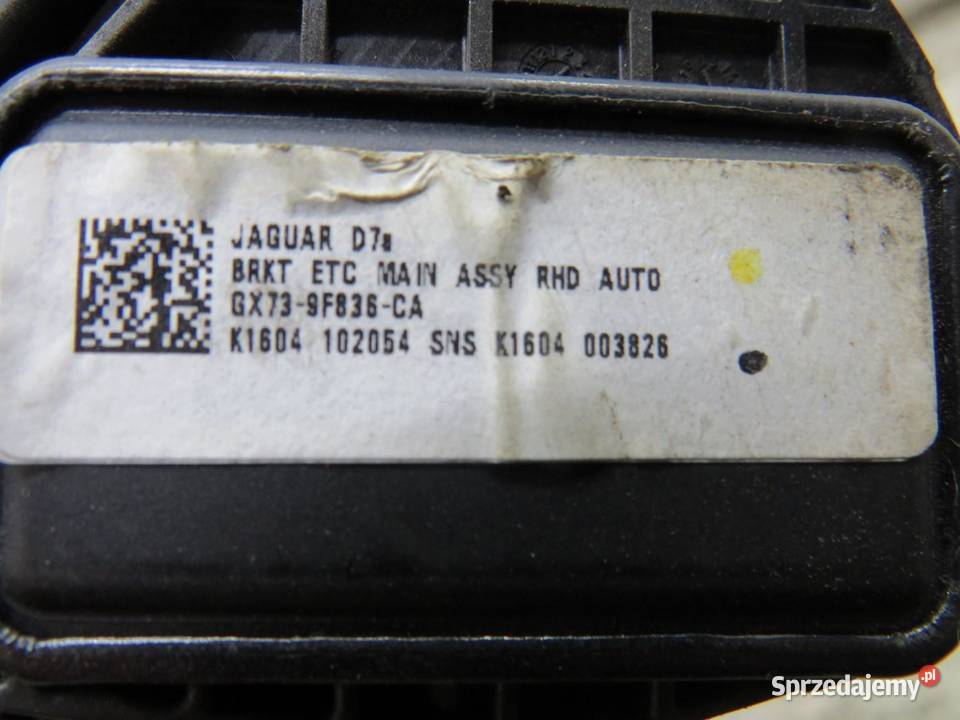 JAGUAR D7a
BRKT ETC MAIN ASSY RHD AUTO
GX73-9F836-CA
K1604 102054 SNS K1604 003826
Sprzedajemy.pl